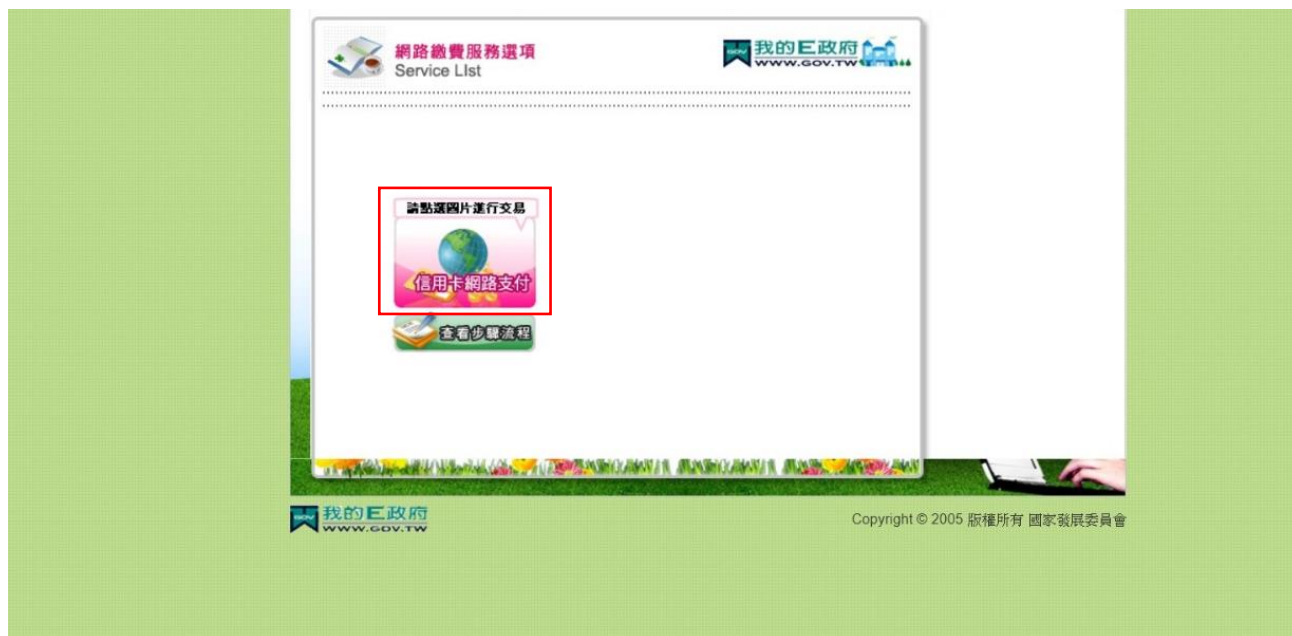 網路繳費服務選項
Service LIst
GOV 我的E政府
WWW.GOV.TW
請點選圖片進行交易
信用卡網路支付
查看步驟流程
GOV 我的E政府
WWW.GOV.TW
Copyright © 2005 版權所有 國家發展委員會